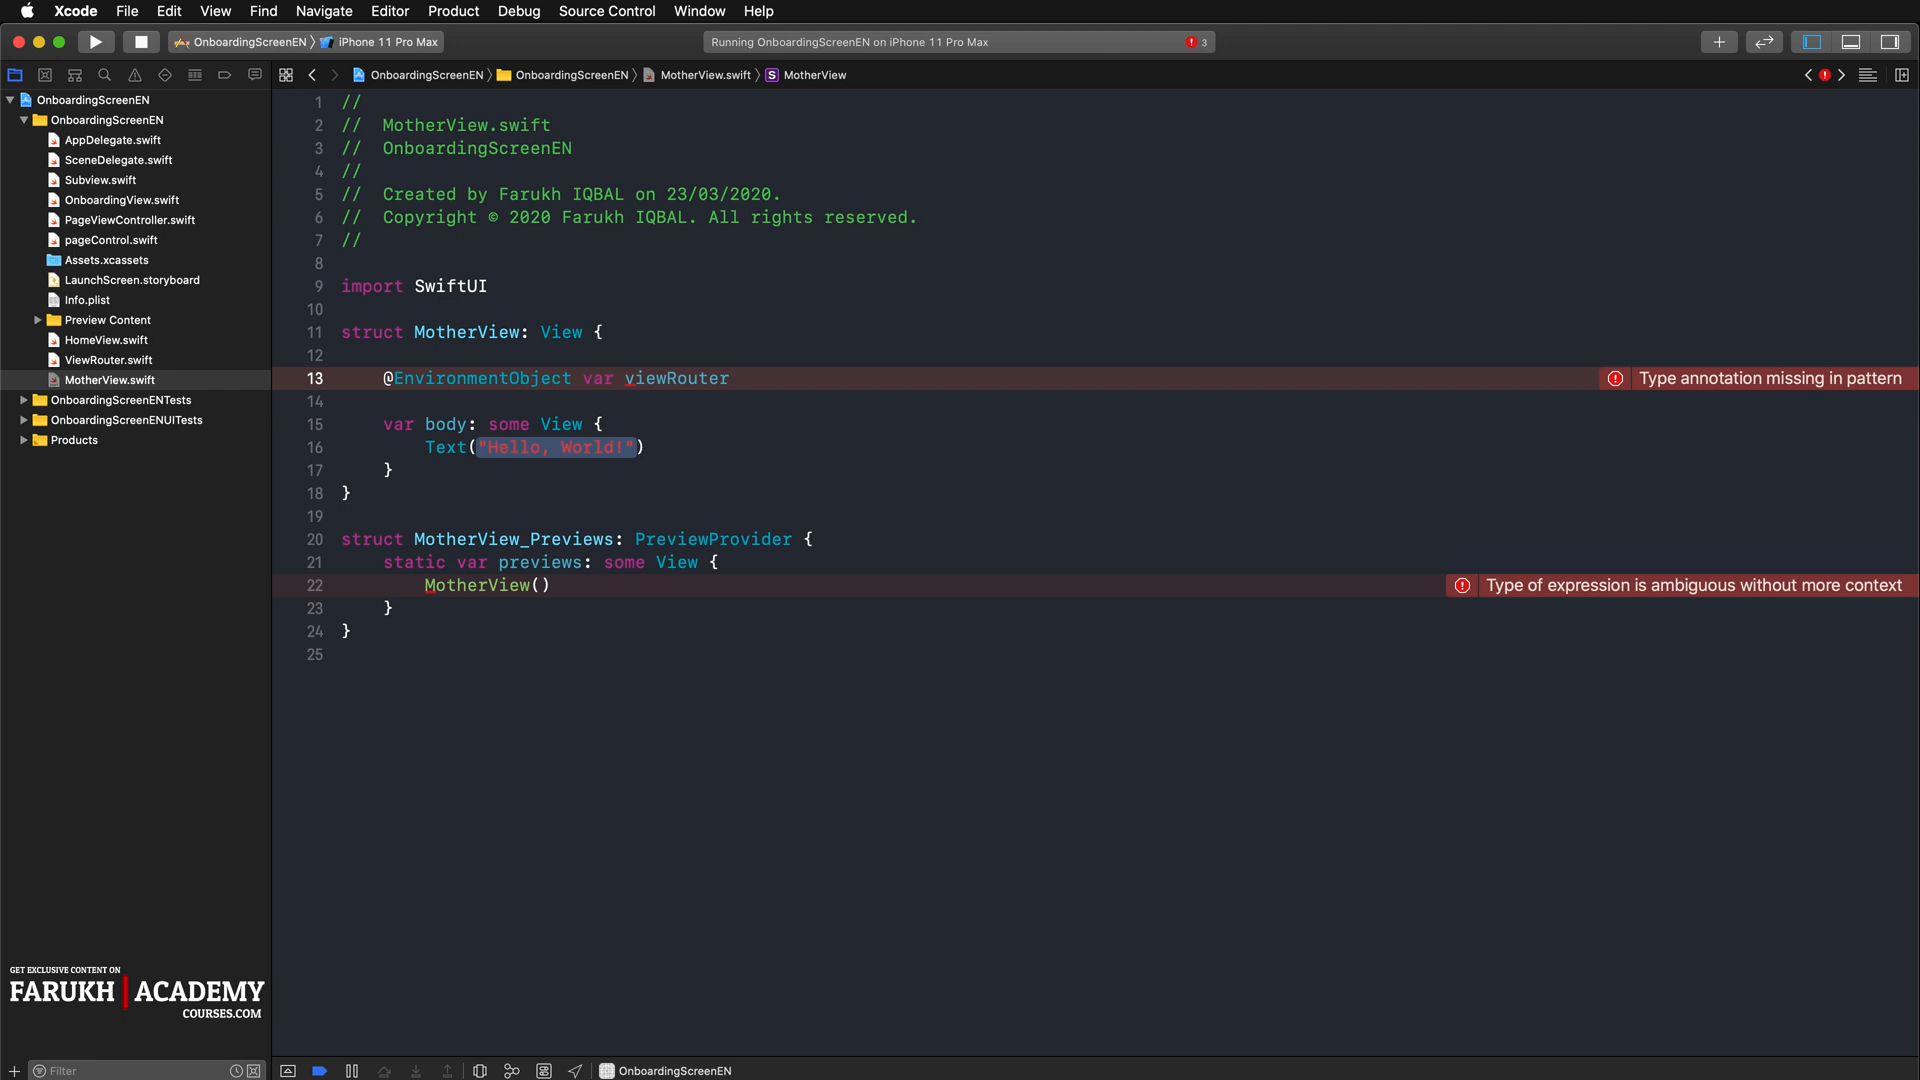 Xcode File Edit View Find Navigate Editor Product Debug Source Control Window Help
OnboardingScreenEN iPhone 11 Pro Max Running OnboardingScreenEN on iPhone 11 Pro Max 3
OnboardingScreenEN OnboardingScreenEN MotherView.swift S MotherView
OnboardingScreenEN
OnboardingScreenEN
AppDelegate.swift
SceneDelegate.swift
Subview.swift
OnboardingView.swift
PageViewController.swift
pageControl.swift
Assets.xcassets
LaunchScreen.storyboard
Info.plist
Preview Content
HomeView.swift
ViewRouter.swift
MotherView.swift
OnboardingScreenENTests
OnboardingScreenENUITests
Products
1 //
2 //  MotherView.swift
3 //  OnboardingScreenEN
4 //
5 //  Created by Farukh IQBAL on 23/03/2020.
6 //  Copyright © 2020 Farukh IQBAL. All rights reserved.
7 //
8
9 import SwiftUI
10
11 struct MotherView: View {
12
13     @EnvironmentObject var viewRouter Type annotation missing in pattern
14
15     var body: some View {
16         Text("Hello, World!")
17     }
18 }
19
20 struct MotherView_Previews: PreviewProvider {
21     static var previews: some View {
22         MotherView() Type of expression is ambiguous without more context
23     }
24 }
25
GET EXCLUSIVE CONTENT ON
FARUKH ACADEMY
COURSES.COM
Filter OnboardingScreenEN